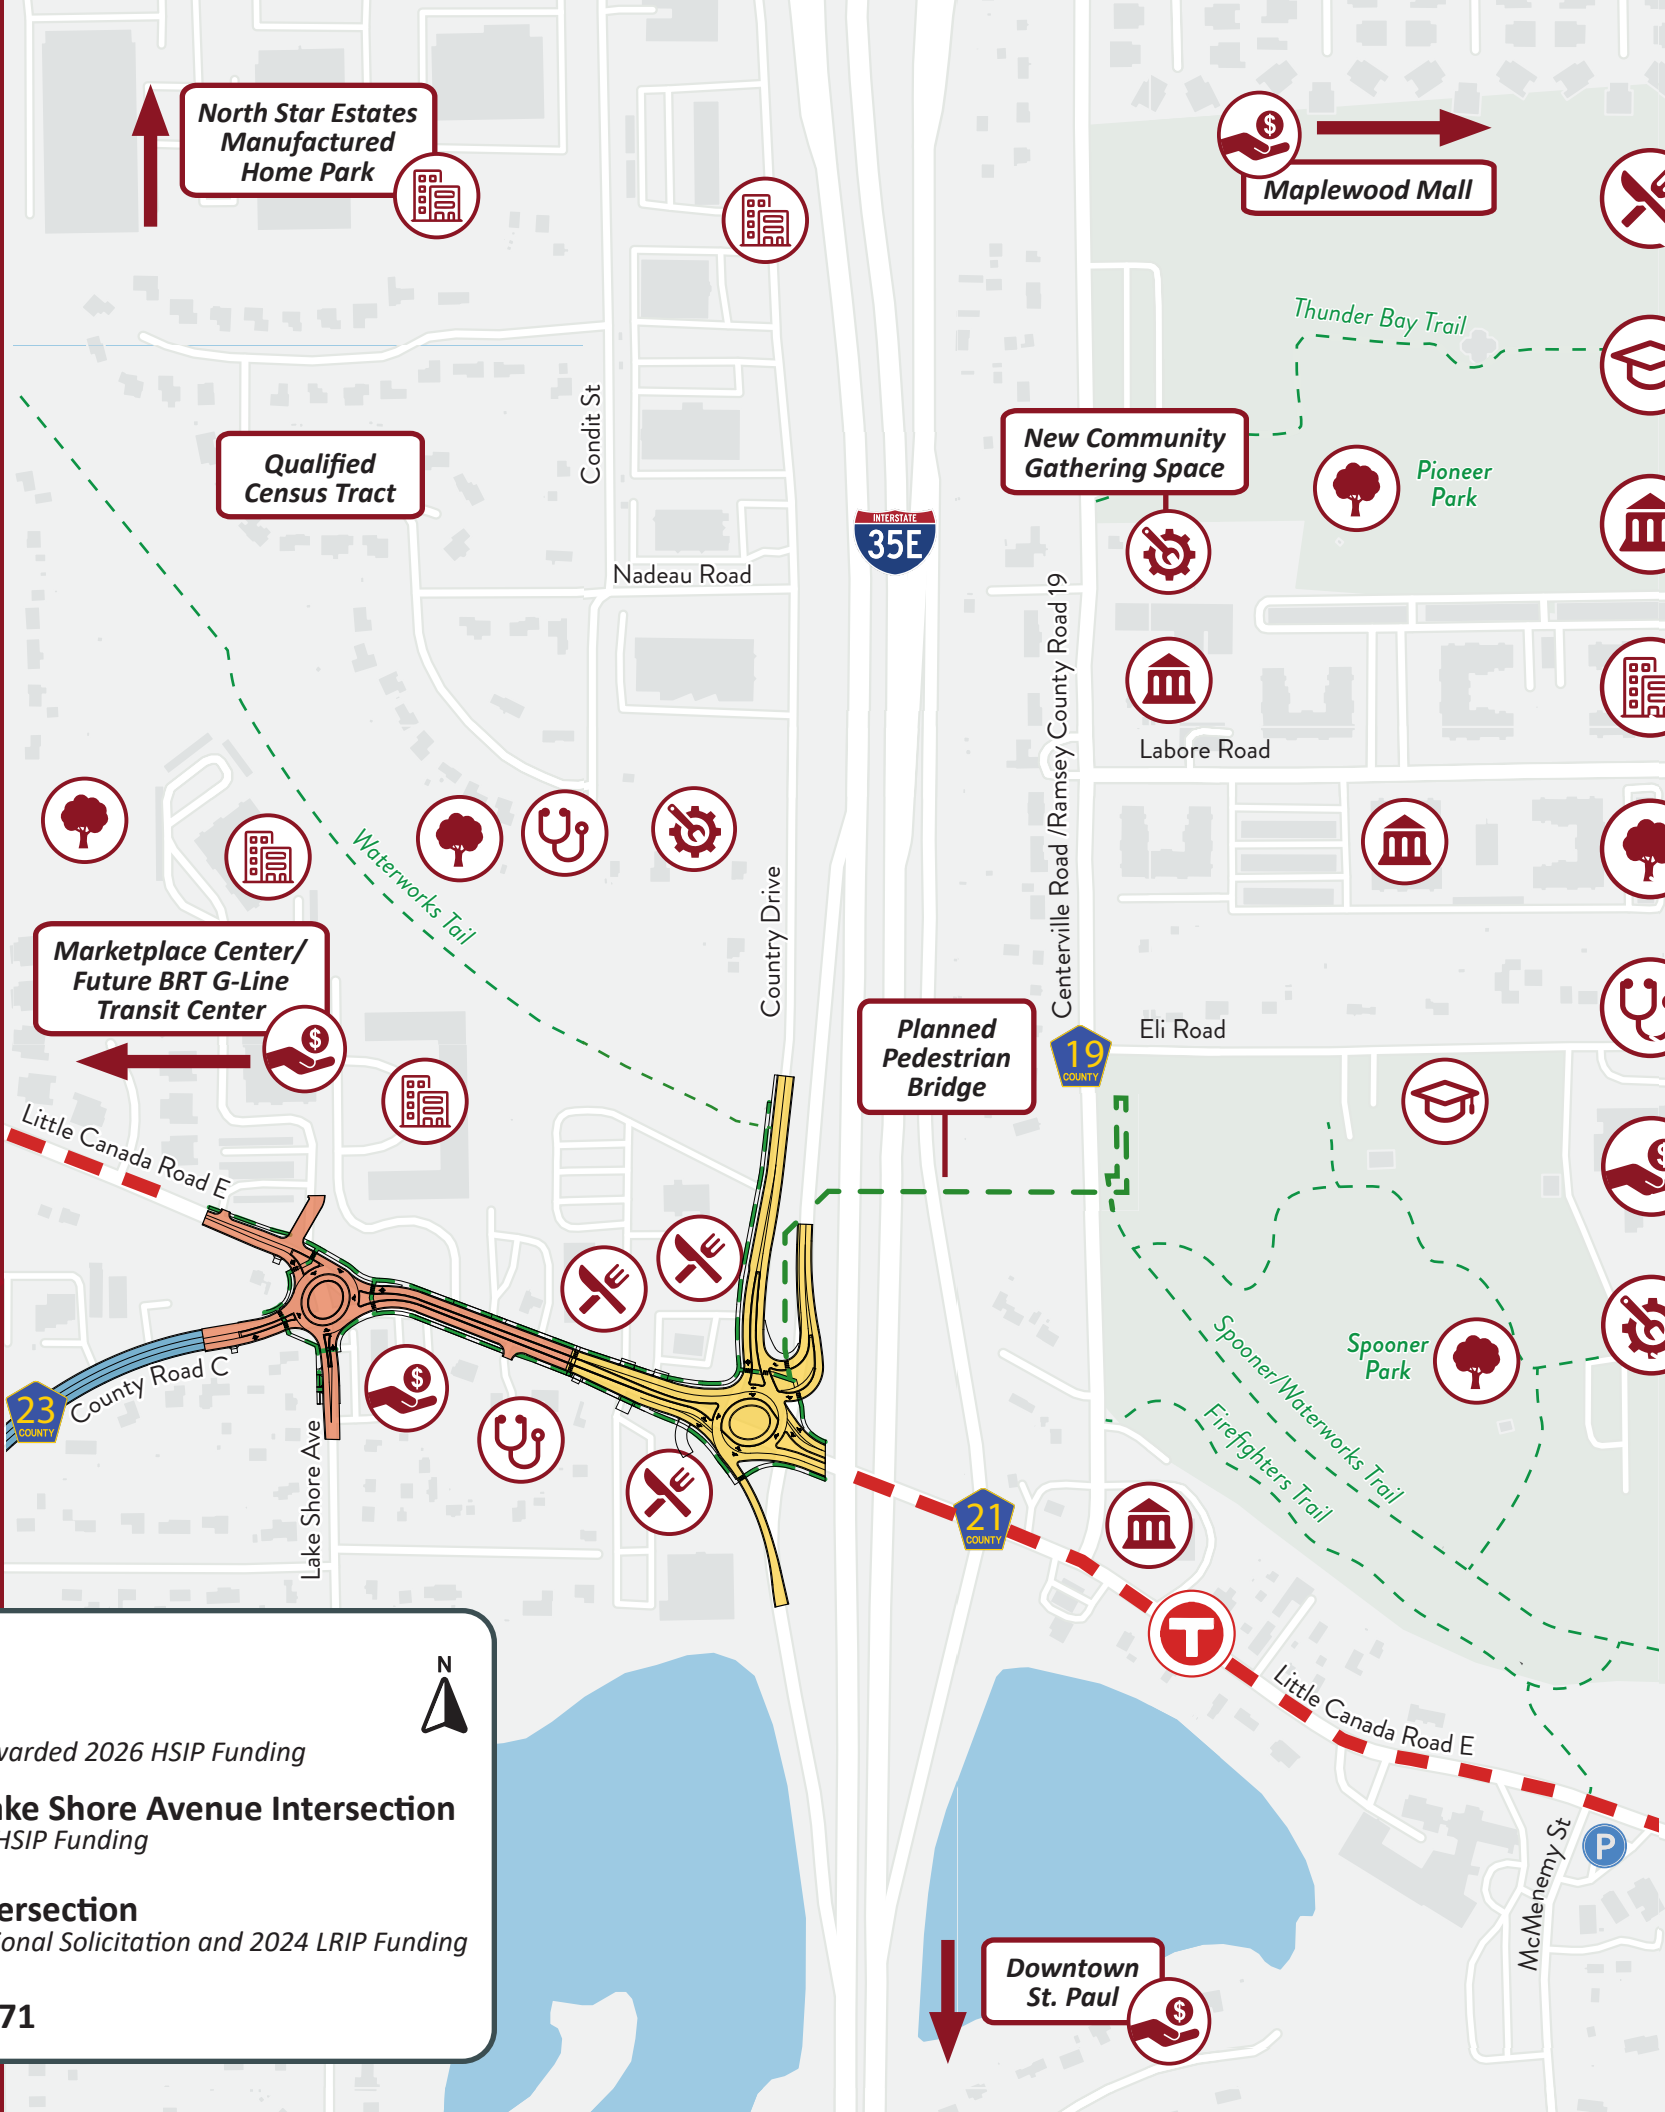 North Star Estates
Manufactured
Home Park
$
Maplewood Mall
Thunder Bay Trail
Condit St
Qualified
Census Tract
New Community
Gathering Space
Pioneer
Park
INTERSTATE
35E
Nadeau Road
Centerville Road /Ramsey County Road 19
Labore Road
Waterworks Tail
Country Drive
Marketplace Center/
Future BRT G-Line
Transit Center
$
Planned
Pedestrian
Bridge
19
COUNTY
Eli Road
Little Canada Road E
$
County Road C
23
COUNTY
Lake Shore Ave
$
Spooner
Park
Spooner/Waterworks Trail
Firefighters Trail
21
COUNTY
T
Little Canada Road E
McMenemy St
P
N
warded 2026 HSIP Funding
ake Shore Avenue Intersection
HSIP Funding
ersection
ional Solicitation and 2024 LRIP Funding
71
Downtown
St. Paul
$